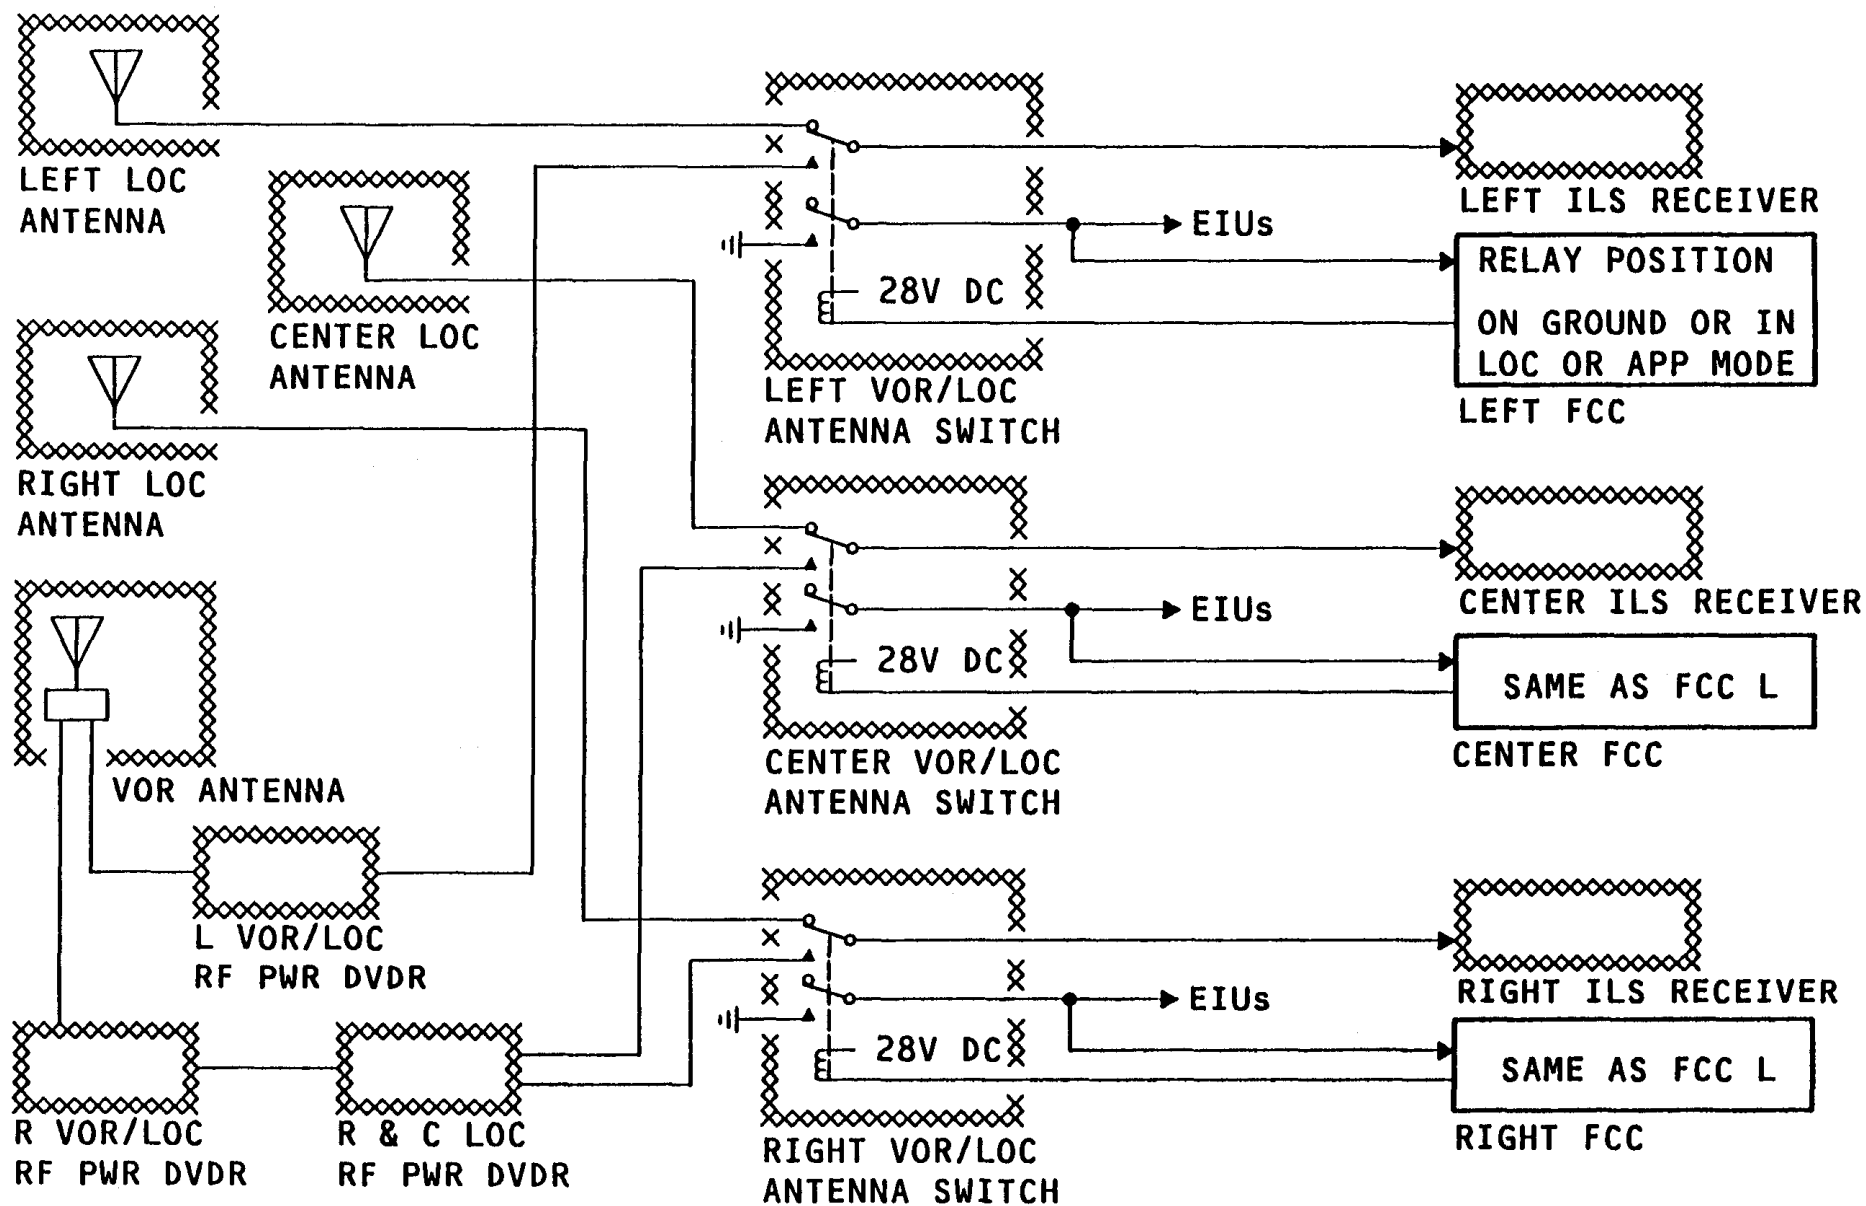 LEFT LOC
ANTENNA
CENTER LOC
ANTENNA
RIGHT LOC
ANTENNA
VOR ANTENNA
L VOR/LOC
RF PWR DVDR
R VOR/LOC
RF PWR DVDR
R & C LOC
RF PWR DVDR
EIUs
28V DC
LEFT VOR/LOC
ANTENNA SWITCH
EIUs
28V DC
CENTER VOR/LOC
ANTENNA SWITCH
EIUs
28V DC
RIGHT VOR/LOC
ANTENNA SWITCH
LEFT ILS RECEIVER
RELAY POSITION
ON GROUND OR IN
LOC OR APP MODE
LEFT FCC
CENTER ILS RECEIVER
SAME AS FCC L
CENTER FCC
RIGHT ILS RECEIVER
SAME AS FCC L
RIGHT FCC